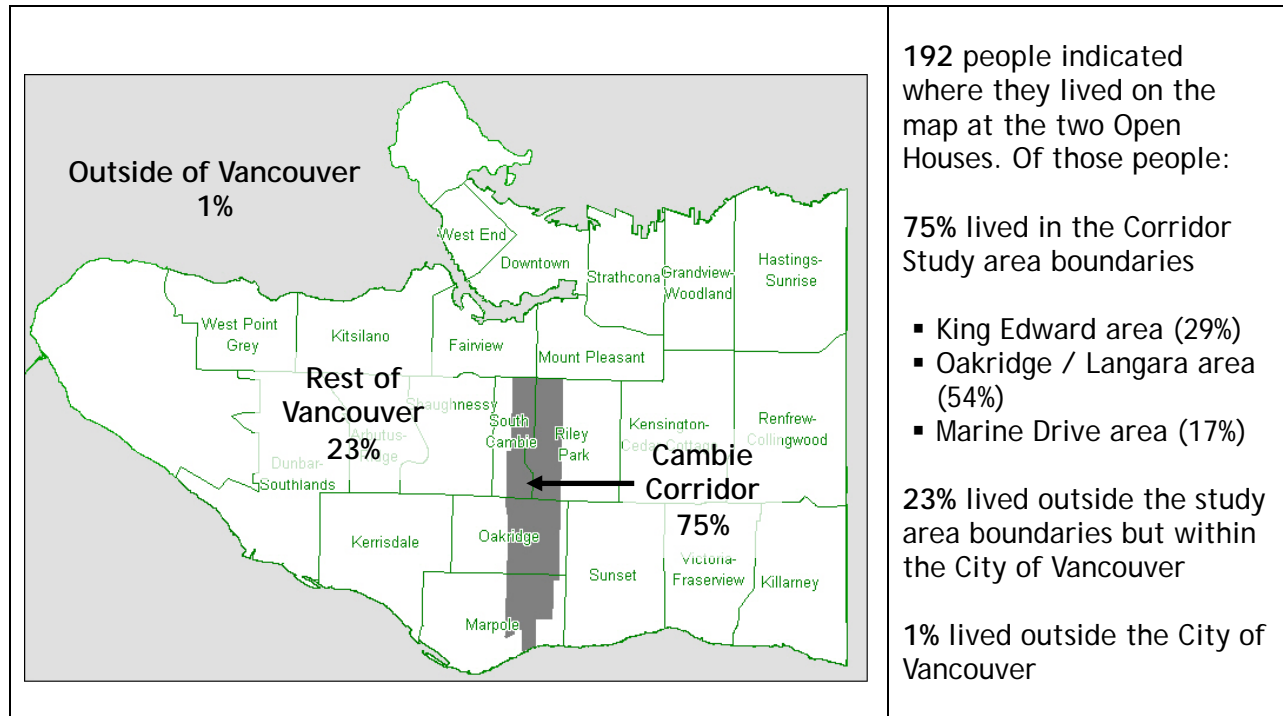 Outside of Vancouver
1%
West End
Downtown
Strathcona
Grandview-
Woodland
Hastings-
Sunrise
West Point
Grey
Kitsilano
Fairview
Mount Pleasant
Rest of
Vancouver
23%
Shaughnessy
Arbutus-
Ridge
Dunbar-
Southlands
South
Cambie
Riley
Park
Kensington-
Cedar Cottage
Renfrew-
Collingwood
Cambie
Corridor
75%
Kerrisdale
Oakridge
Sunset
Victoria-
Fraserview
Killarney
Marpole
192 people indicated
where they lived on the
map at the two Open
Houses. Of those people:
75% lived in the Corridor
Study area boundaries
▪ King Edward area (29%)
▪ Oakridge / Langara area
(54%)
▪ Marine Drive area (17%)
23% lived outside the study
area boundaries but within
the City of Vancouver
1% lived outside the City of
Vancouver